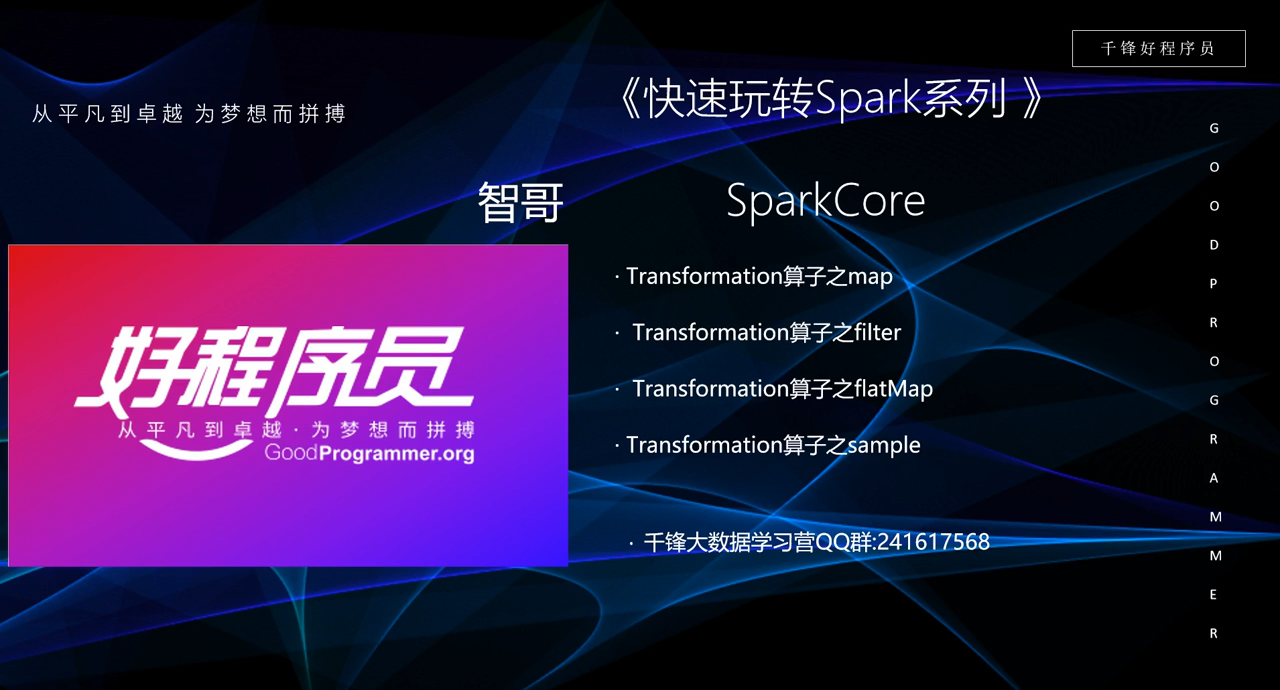 千锋好程序员
从平凡到卓越 为梦想而拼搏
《快速玩转Spark系列 》
智哥
SparkCore
· Transformation算子之map
· Transformation算子之filter
· Transformation算子之flatMap
· Transformation算子之sample
· 千锋大数据学习营QQ群:241617568
好程序员
从平凡到卓越·为梦想而拼搏
GoodProgrammer.org
GOODPROGRAMMER